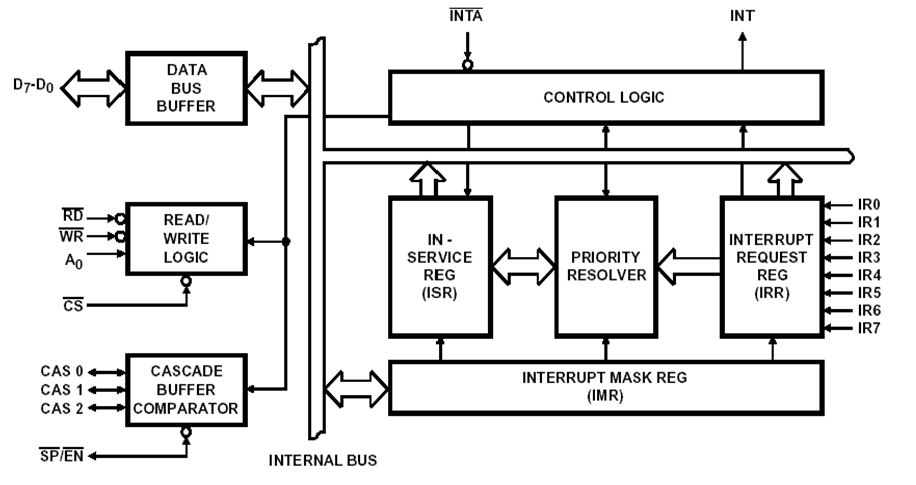 INTA
INT
D7-D0
DATA
BUS
BUFFER
CONTROL LOGIC
RD
WR
A0
READ/
WRITE
LOGIC
CS
IN -
SERVICE
REG
(ISR)
PRIORITY
RESOLVER
INTERRUPT
REQUEST
REG
(IRR)
IR0
IR1
IR2
IR3
IR4
IR5
IR6
IR7
CAS 0
CAS 1
CAS 2
CASCADE
BUFFER
COMPARATOR
INTERRUPT MASK REG
(IMR)
SP/EN
INTERNAL BUS